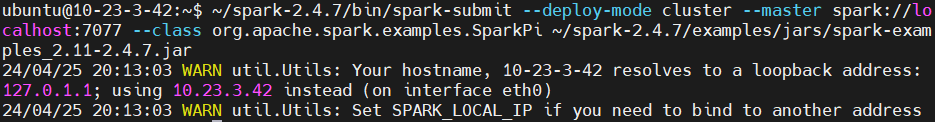 ubuntu@10-23-3-42:~$ ~/spark-2.4.7/bin/spark-submit --deploy-mode cluster --master spark://lo
calhost:7077 --class org.apache.spark.examples.SparkPi ~/spark-2.4.7/examples/jars/spark-exam
ples_2.11-2.4.7.jar
24/04/25 20:13:03 WARN util.Utils: Your hostname, 10-23-3-42 resolves to a loopback address:
127.0.1.1; using 10.23.3.42 instead (on interface eth0)
24/04/25 20:13:03 WARN util.Utils: Set SPARK_LOCAL_IP if you need to bind to another address